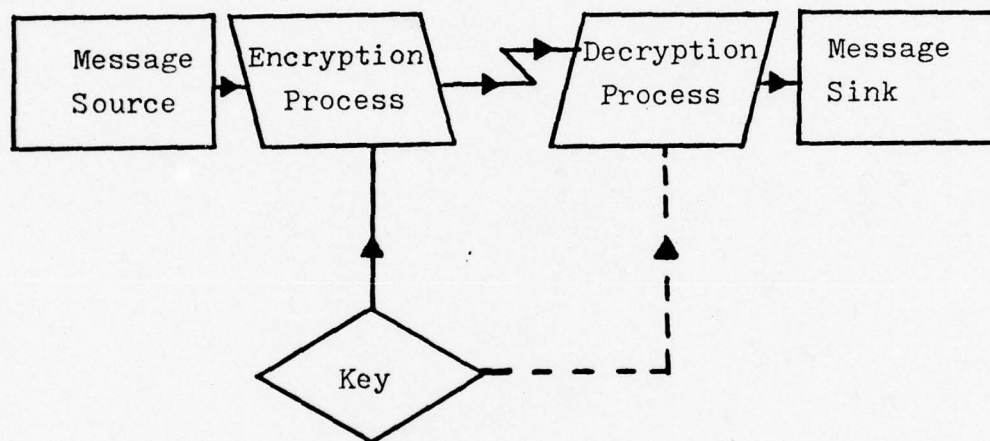 Message
Source
Encryption
Process
Decryption
Process
Message
Sink
Key